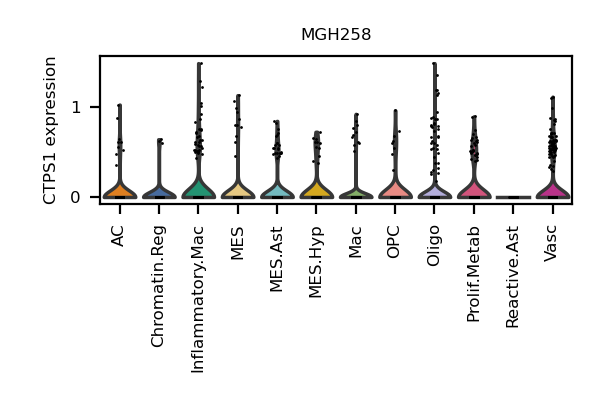 MGH258
CTPS1 expression
1
0
AC
Chromatin.Reg
Inflammatory.Mac
MES
MES.Ast
MES.Hyp
Mac
OPC
Oligo
Prolif.Metab
Reactive.Ast
Vasc